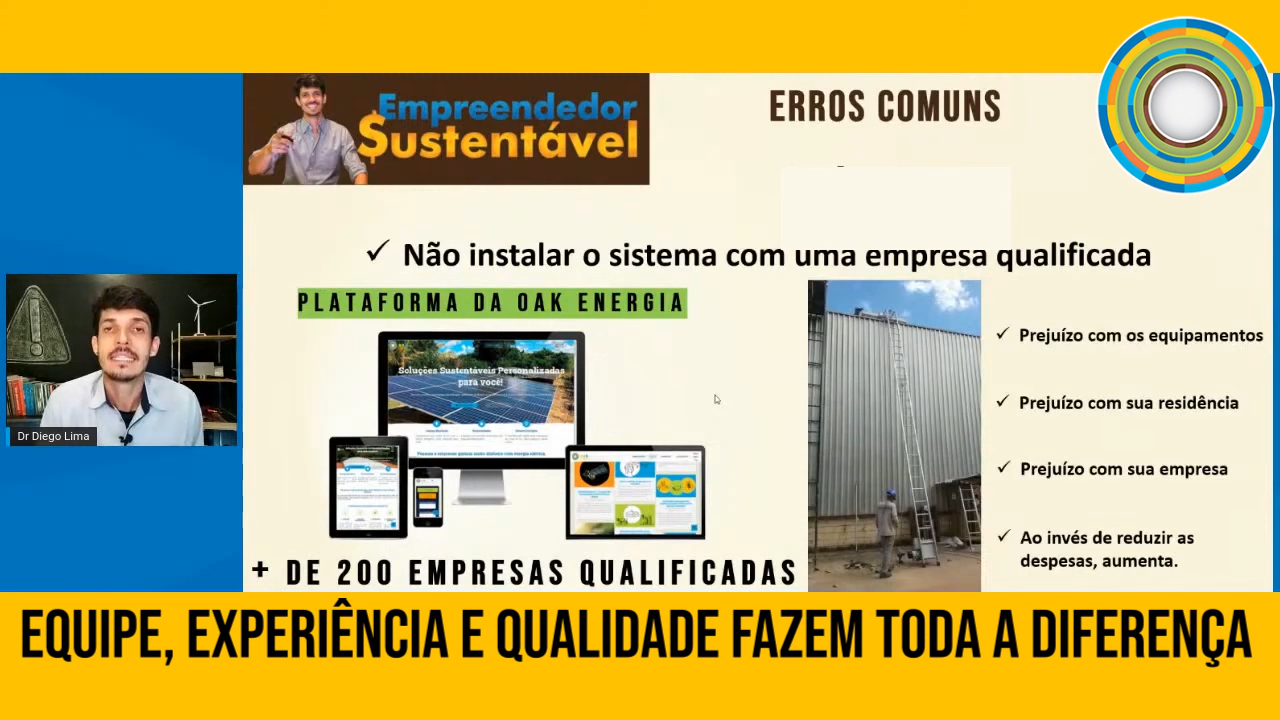 Empreendedor
$ustentável
ERROS COMUNS
Não instalar o sistema com uma empresa qualificada
PLATAFORMA DA OAK ENERGIA
Soluções Sustentáveis Personalizadas
para você!
Prejuízo com os equipamentos
Prejuízo com sua residência
Prejuízo com sua empresa
Ao invés de reduzir as
despesas, aumenta.
Dr Diego Lima
+ DE 200 EMPRESAS QUALIFICADAS
EQUIPE, EXPERIÊNCIA E QUALIDADE FAZEM TODA A DIFERENÇA